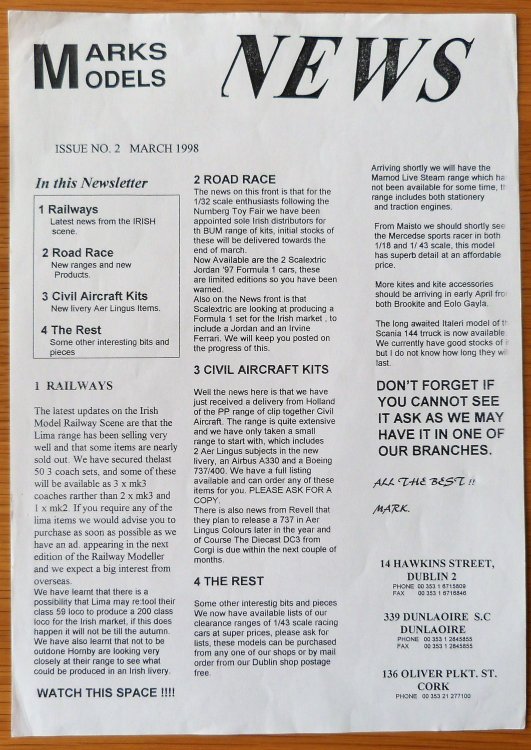 MARKS
MODELS
NEWS
ISSUE NO. 2 MARCH 1998
In this Newsletter
1 Railways
Latest news from the IRISH
scene.
2 Road Race
New ranges and new
Products.
3 Civil Aircraft Kits
New livery Aer Lingus Items.
4 The Rest
Some other interesting bits and
pieces
1 RAILWAYS
The latest updates on the Irish
Model Railway Scene are that the
Lima range has been selling very
well and that some items are nearly
sold out. We have secured thelast
50 3 coach sets, and some of these
will be available as 3 x mk3
coaches rarther than 2 x mk3 and
1 x mk2. If you require any of the
lima items we would advise you to
purchase as soon as possible as we
have an ad. appearing in the next
edition of the Railway Modeller
and we expect a big interest from
overseas.
We have learnt that there is a
possibility that Lima may re:tool their
class 59 loco to produce a 200 class
loco for the Irish market, if this does
happen it will not be till the autumn.
We have also learnt that not to be
outdone Hornby are looking very
closely at their range to see what
could be produced in an Irish livery.
WATCH THIS SPACE !!!!
2 ROAD RACE
The news on this front is that for the
1/32 scale enthusiasts following the
Nurnberg Toy Fair we have been
appointed sole Irish distributors for
th BUM range of kits, initial stocks of
these will be delivered towards the
end of march.
Now Available are the 2 Scalextric
Jordan '97 Formula 1 cars, these
are limited editions so you have been
warned.
Also on the News front is that
Scalextric are looking at producing a
Formula 1 set for the Irish market , to
include a Jordan and an Irvine
Ferrari. We will keep you posted on
the progress of this.
3 CIVIL AIRCRAFT KITS
Well the news here is that we have
just received a delivery from Holland
of the PP range of clip together Civil
Aircraft. The range is quite extensive
and we have only taken a small
range to start with, which includes
2 Aer Lingus subjects in the new
livery, an Airbus A330 and a Boeing
737/400. We have a full listing
available and can order any of these
items for you. PLEASE ASK FOR A
COPY.
There is also news from Revell that
they plan to release a 737 in Aer
Lingus Colours later in the year and
of Course The Diecast DC3 from
Corgi is due within the next couple of
months.
4 THE REST
Some other interestig bits and pieces
We now have available lists of our
clearance ranges of 1/43 scale racing
cars at super prices, please ask for
lists, these models can be purchased
from any one of our shops or by mail
order from our Dublin shop postage
free.
Arriving shortly we will have the
Mamod Live Steam range which ha
not been available for some time, th
range includes both stationery
and traction engines.
From Maisto we should shortly see
the Mercedse sports racer in both
1/18 and 1/ 43 scale, this model
has superb detail at an affordable
price.
More kites and kite accessories
should be arriving in early April fro
both Brookite and Eolo Gayla.
The long awaited Italeri model of th
Scania 144 trruck is now available
We currently have good stocks of i
but I do not know how long they wil
last.
DON'T FORGET IF
YOU CANNOT SEE
IT ASK AS WE MAY
HAVE IT IN ONE OF
OUR BRANCHES.
ALL THE BEST !!
MARK.
14 HAWKINS STREET,
DUBLIN 2
PHONE 00 353 1 6715809
FAX 00 353 1 6716846
339 DUNLAOIRE S.C
DUNLAOIRE
PHONE 00 353 1 2845855
FAX 00 353 1 2845855
136 OLIVER PLKT. ST.
CORK
PHONE 00 353 21 277100